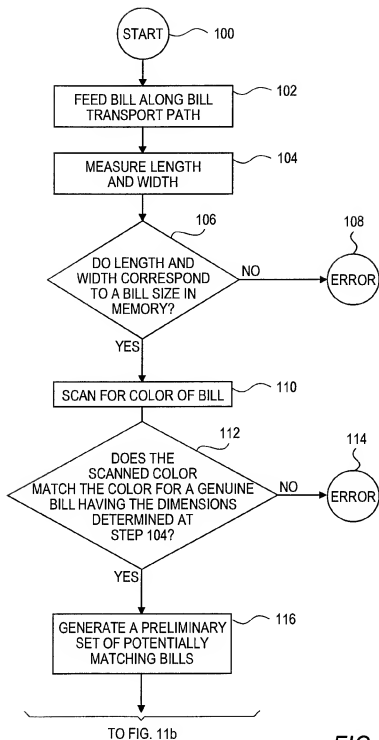 START
100
FEED BILL ALONG BILL
TRANSPORT PATH
102
MEASURE LENGTH
AND WIDTH
104
106
DO LENGTH AND
WIDTH CORRESPOND
TO A BILL SIZE IN
MEMORY?
NO
108
ERROR
YES
SCAN FOR COLOR OF BILL
110
112
DOES THE
SCANNED COLOR
MATCH THE COLOR FOR A GENUINE
BILL HAVING THE DIMENSIONS
DETERMINED AT
STEP 104?
NO
114
ERROR
YES
GENERATE A PRELIMINARY
SET OF POTENTIALLY
MATCHING BILLS
116
TO FIG. 11b
FIG